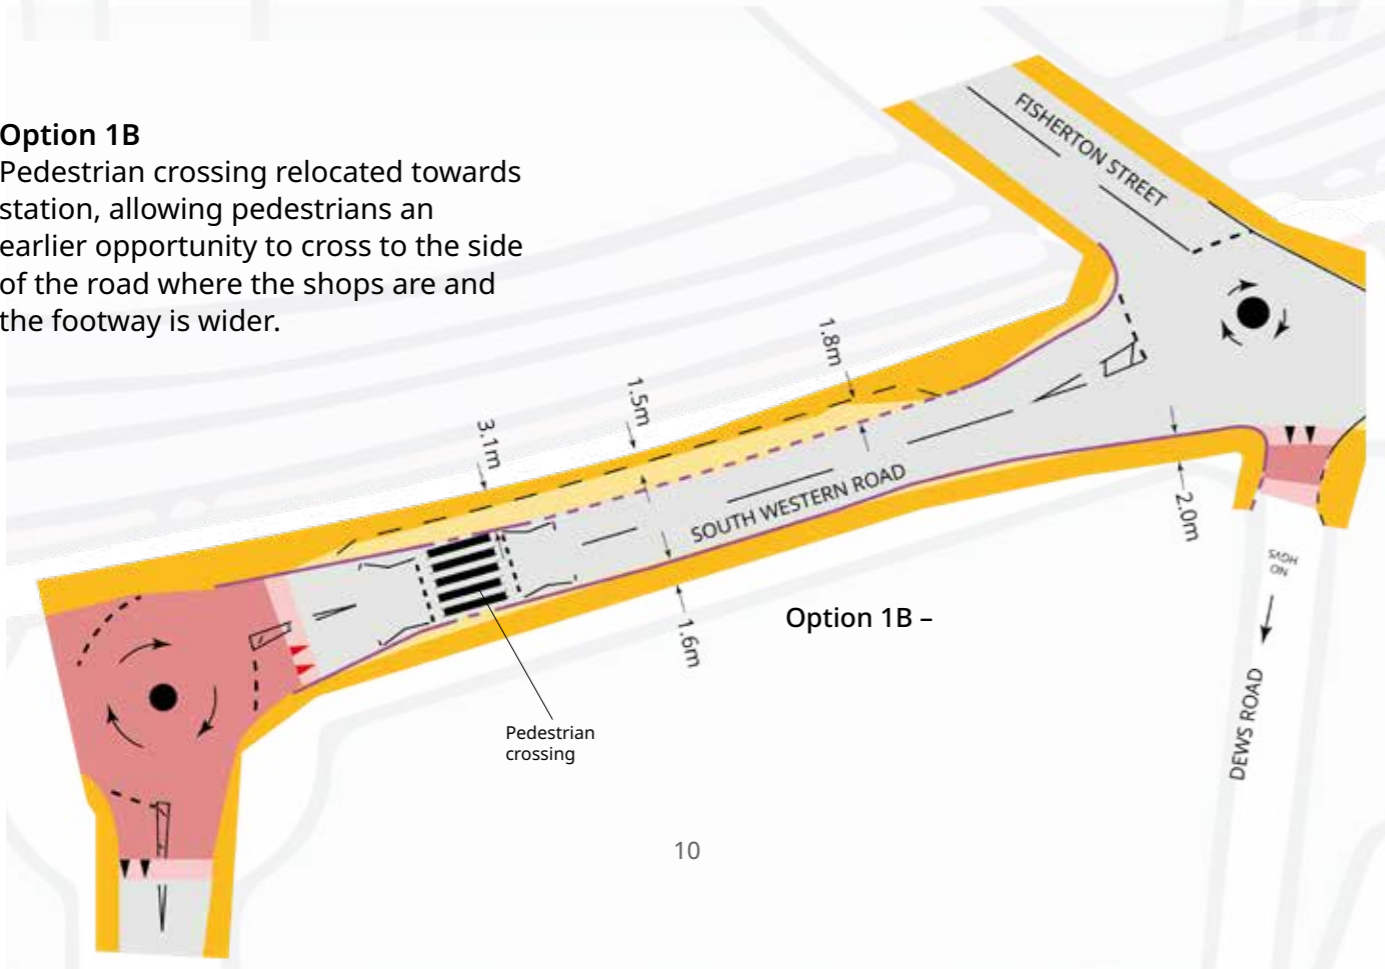 Option 1B
Pedestrian crossing relocated towards
station, allowing pedestrians an
earlier opportunity to cross to the side
of the road where the shops are and
the footway is wider.
FISHERTON STREET
1.8m
1.5m
3.1m
SOUTH WESTERN ROAD
2.0m
1.6m
NO
HGVS
Option 1B –
DEWS ROAD
Pedestrian
crossing
10